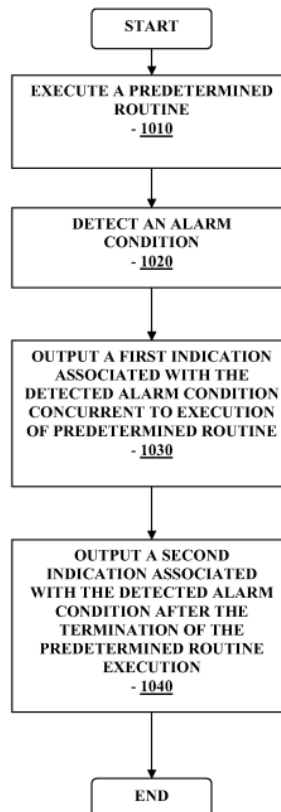 START
EXECUTE A PREDETERMINED
ROUTINE
- 1010
DETECT AN ALARM
CONDITION
- 1020
OUTPUT A FIRST INDICATION
ASSOCIATED WITH THE
DETECTED ALARM CONDITION
CONCURRENT TO EXECUTION
OF PREDETERMINED ROUTINE
- 1030
OUTPUT A SECOND
INDICATION ASSOCIATED
WITH THE DETECTED ALARM
CONDITION AFTER THE
TERMINATION OF THE
PREDETERMINED ROUTINE
EXECUTION
- 1040
END